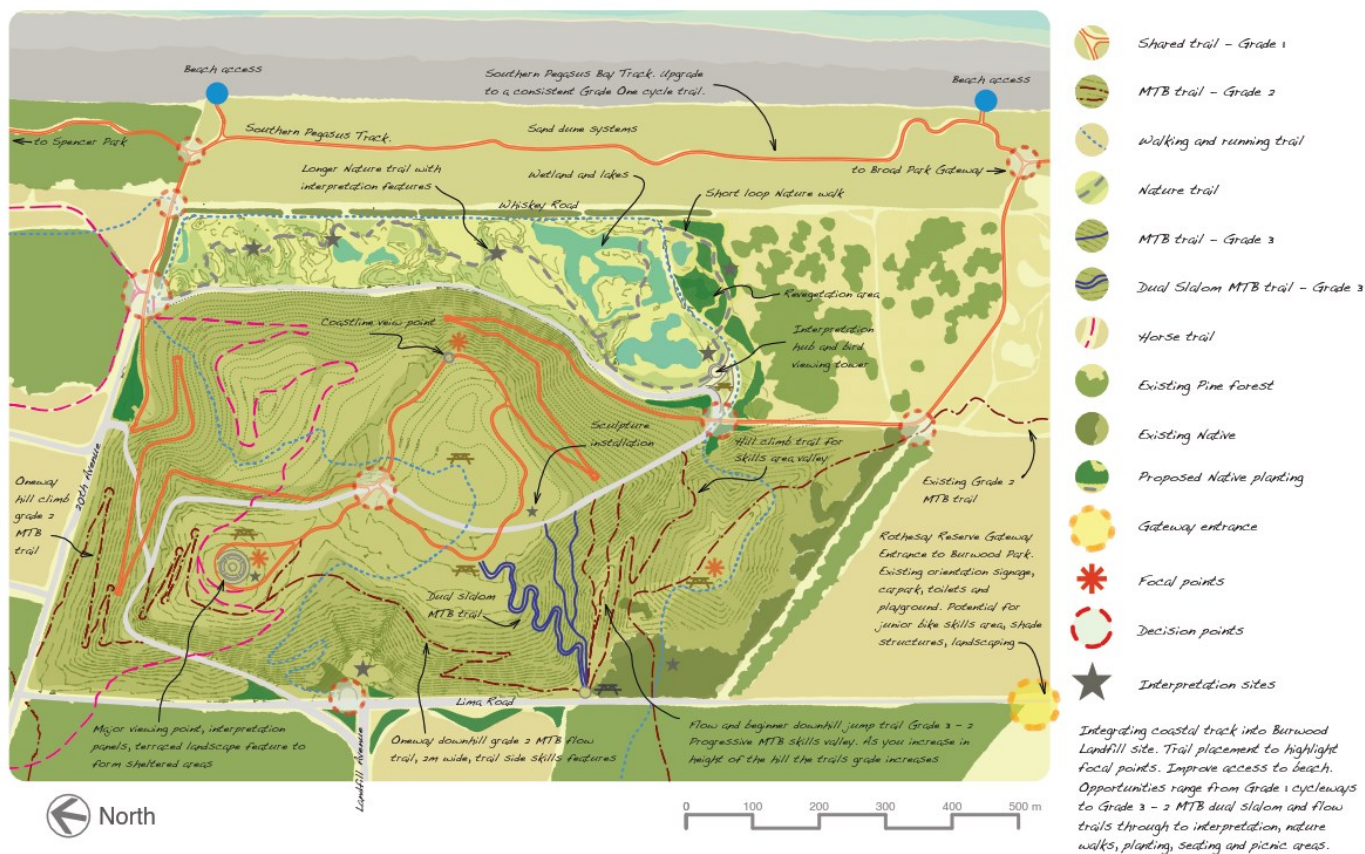 Beach access
Southern Pegasus Bay Track. Upgrade
to a consistent Grade One cycle trail.
Beach access
Southern Pegasus Track.
Sand dune systems
to Spencer Park
Longer Nature trail with
interpretation features
Wetland and lakes
Short loop Nature walk
to Broad Park Gateway
Whiskey Road
Revegetation area
Coastline veiw point
Interpretation
hub and bird
viewing tower
Sculpture
installation
Hill climb trail for
skills area valley
20th Avenue
Oneway
hill climb
grade 2
MTB
trail
Existing Grade 2
MTB trail
Rothesay Reserve Gateway
Entrance to Burwood Park.
Existing orientation signage,
carpark, toilets and
playground. Potential for
junior bike skills area, shade
structures, landscaping
Dual slalom
MTB trail
Lima Road
Major viewing point, interpretation
panels, terraced landscape feature to
form sheltered areas
Landfill Avenue
Oneway downhill grade 2 MTB flow
trail, 2m wide, trail side skills features
Flow and beginner downhill jump trail Grade 3 - 2
Progressive MTB skills valley. As you increase in
height of the hill the trails grade increases
North
0 100 200 300 400 500 m
Shared trail - Grade 1
MTB trail - Grade 2
Walking and running trail
Nature trail
MTB trail - Grade 3
Dual Slalom MTB trail - Grade 3
Horse trail
Existing Pine forest
Existing Native
Proposed Native planting
Gateway entrance
Focal points
Decision points
Interpretation sites
Integrating coastal track into Burwood
Landfill site. Trail placement to highlight
focal points. Improve access to beach.
Opportunities range from Grade 1 cycleways
to Grade 3 - 2 MTB dual slalom and flow
trails through to interpretation, nature
walks, planting, seating and picnic areas.